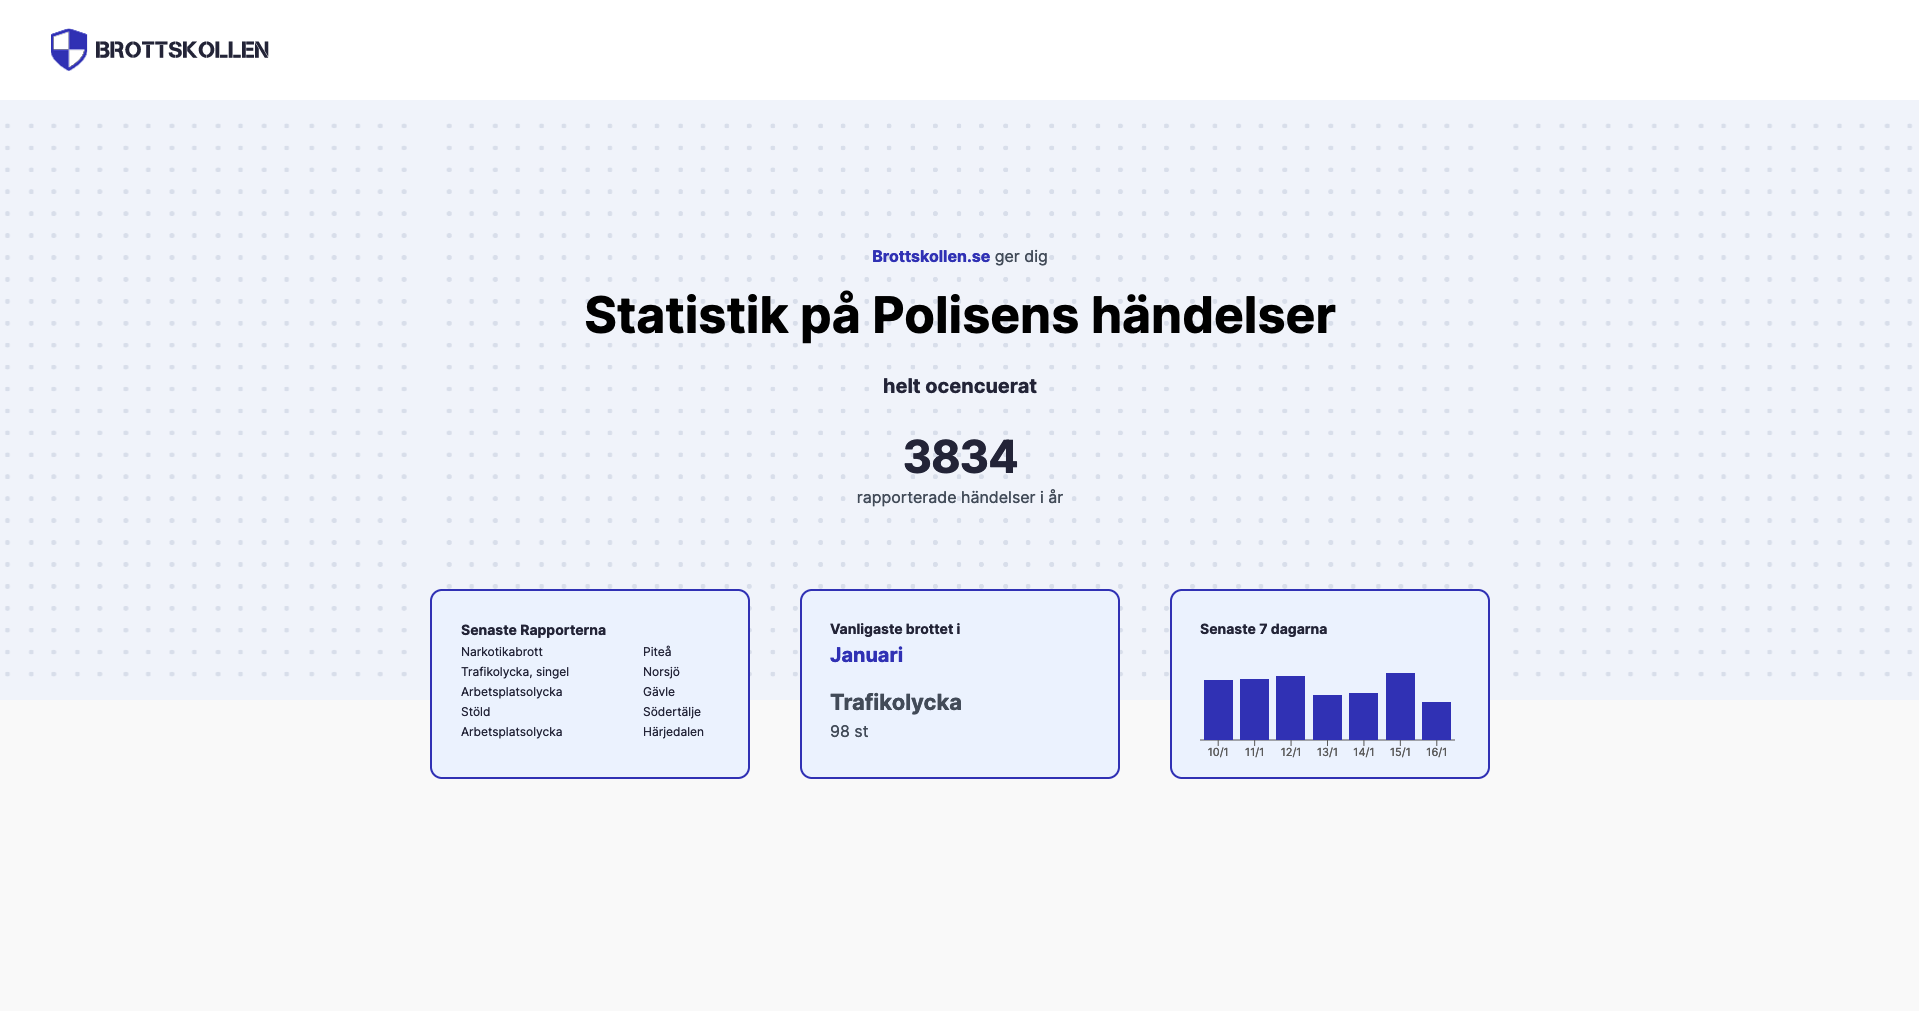 BROTTSKOLLEN
Brottskollen.se ger dig
Statistik på Polisens händelser
helt ocencuerat
3834
rapporterade händelser i år
Senaste Rapporterna
Narkotikabrott Piteå
Trafikolycka, singel Norsjö
Arbetsplatsolycka Gävle
Stöld Södertälje
Arbetsplatsolycka Härjedalen
Vanligaste brottet i
Januari
Trafikolycka
98 st
Senaste 7 dagarna
10/1 11/1 12/1 13/1 14/1 15/1 16/1